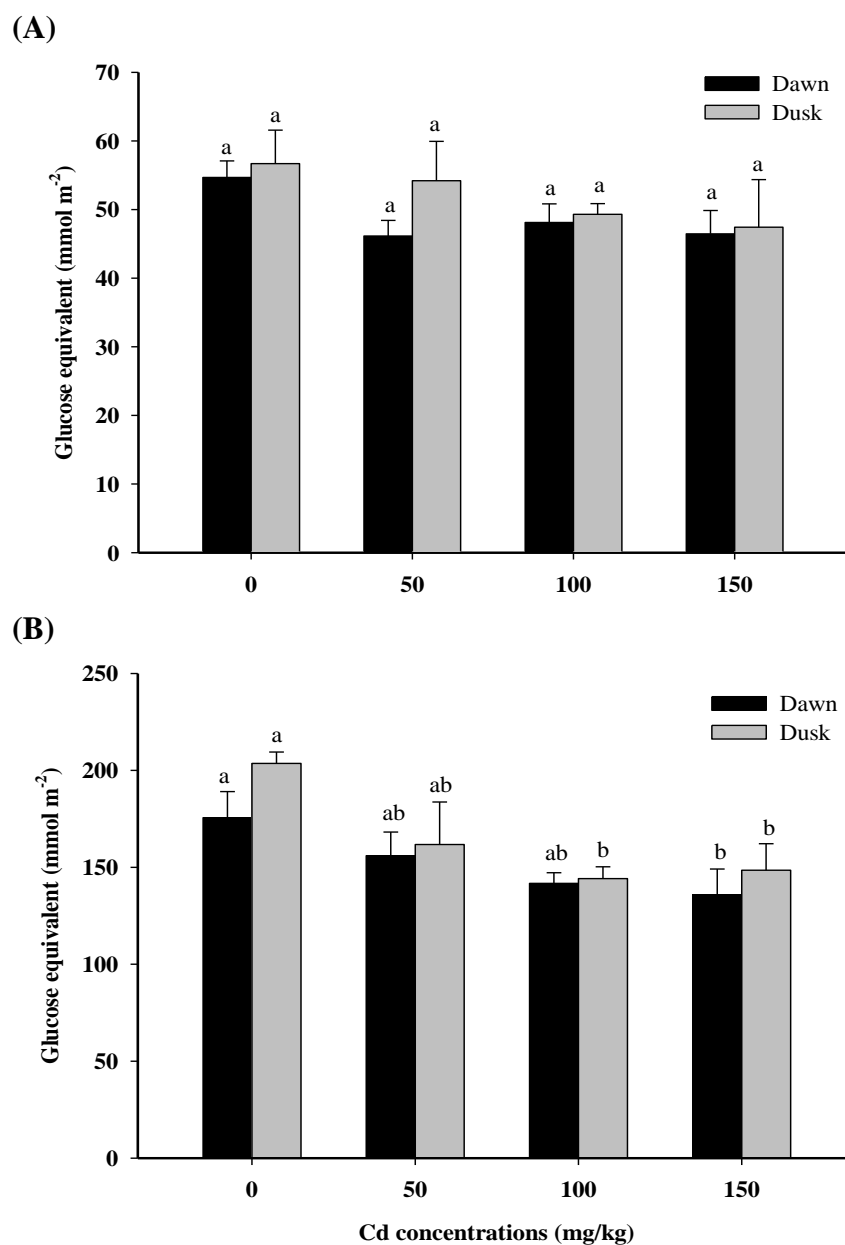 (A)
70
60
50
40
30
20
10
0
Glucose equivalent (mmol m-2)
Dawn
Dusk
a a a a a a a a
0 50 100 150
(B)
250
200
150
100
50
0
Glucose equivalent (mmol m-2)
Dawn
Dusk
a a ab ab ab b b b
0 50 100 150
Cd concentrations (mg/kg)